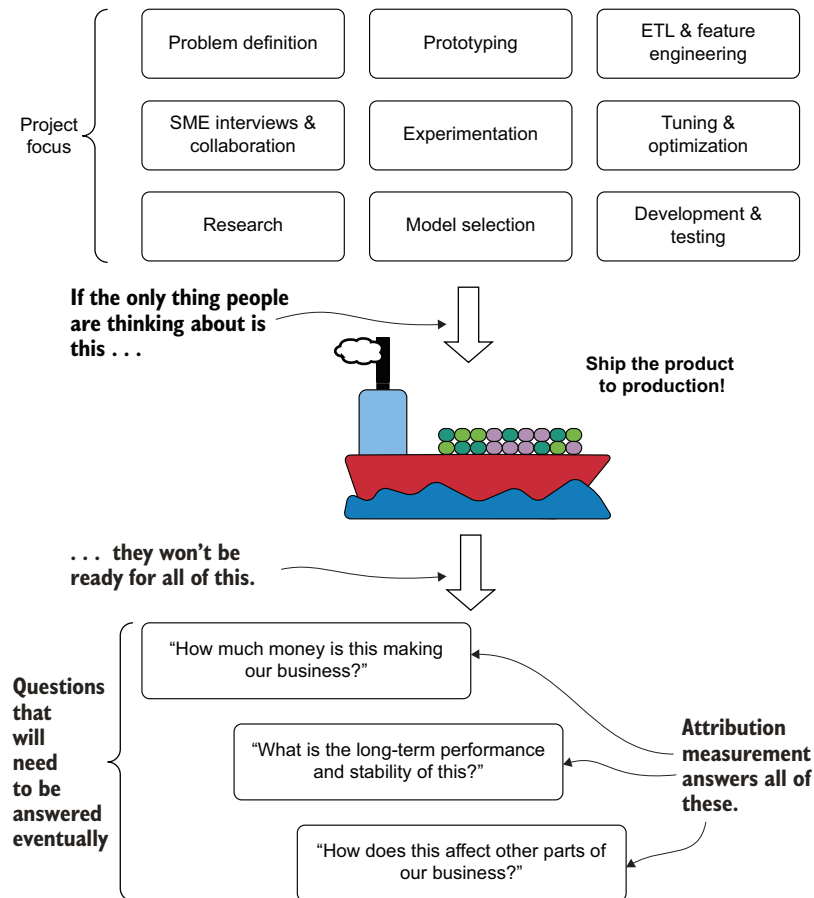 Problem definition
Prototyping
ETL & feature
engineering
Project
focus
SME interviews &
collaboration
Experimentation
Tuning &
optimization
Research
Model selection
Development &
testing
If the only thing people
are thinking about is
this . . .
Ship the product
to production!
. . . they won't be
ready for all of this.
Questions
that
will
need
to be
answered
eventually
“How much money is this making
our business?”
“What is the long-term performance
and stability of this?”
“How does this affect other parts of
our business?”
Attribution
measurement
answers all of
these.